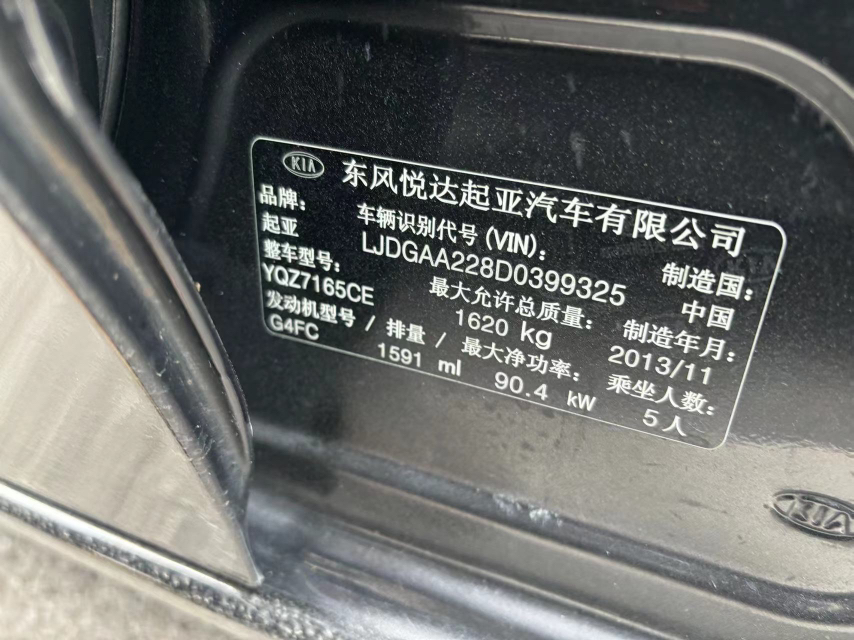 KIA 东风悦达起亚汽车有限公司
品牌: 车辆识别代号(VIN): 制造国:
起亚 LJDGAA228D0399325 中国
整车型号: 最大允许总质量: 制造年月:
YQZ7165CE 1620 kg 2013/11
发动机型号 / 排量 / 最大净功率: 乘坐人数:
G4FC 1591 ml 90.4 kW 5人
KIA